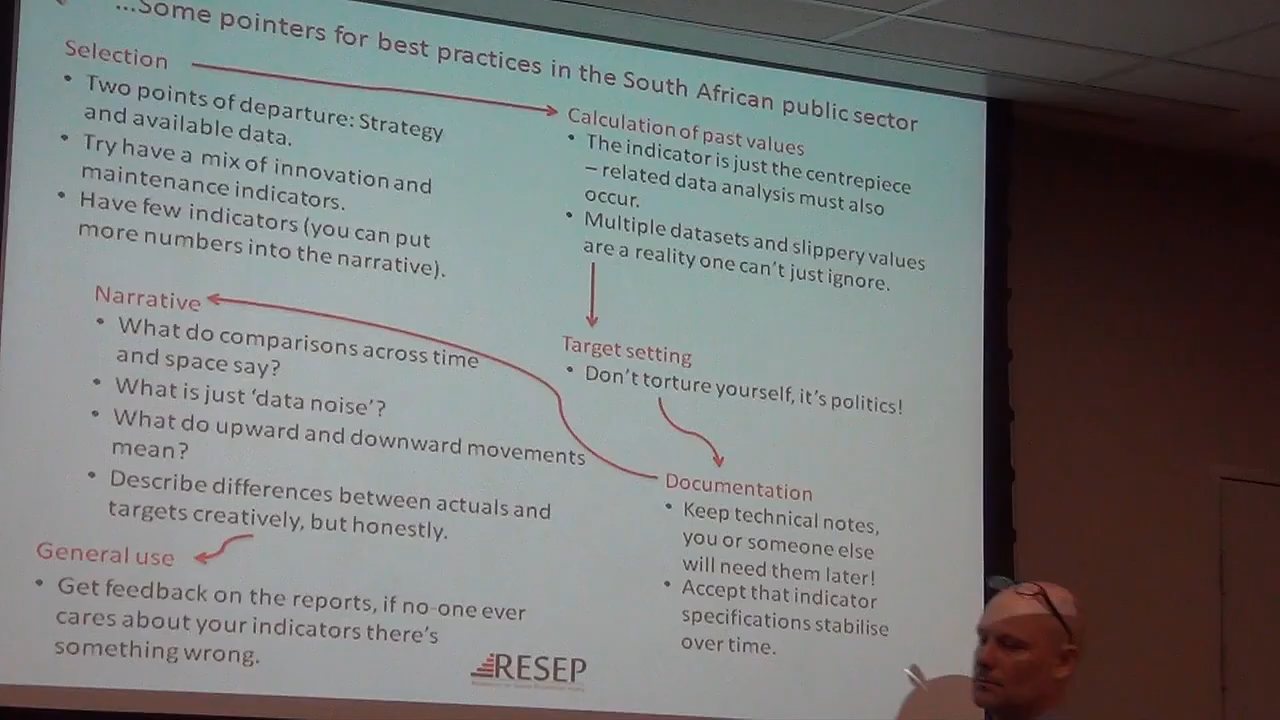 ...Some pointers for best practices in the South African public sector
Selection
• Two points of departure: Strategy
and available data.
• Try have a mix of innovation and
maintenance indicators.
• Have few indicators (you can put
more numbers into the narrative).
Calculation of past values
• The indicator is just the centrepiece
– related data analysis must also
occur.
• Multiple datasets and slippery values
are a reality one can't just ignore.
Target setting
• Don't torture yourself, it's politics!
Documentation
• Keep technical notes,
you or someone else
will need them later!
• Accept that indicator
specifications stabilise
over time.
Narrative
• What do comparisons across time
and space say?
• What is just 'data noise'?
• What do upward and downward movements
mean?
• Describe differences between actuals and
targets creatively, but honestly.
General use
• Get feedback on the reports, if no-one ever
cares about your indicators there's
something wrong.
RESEP